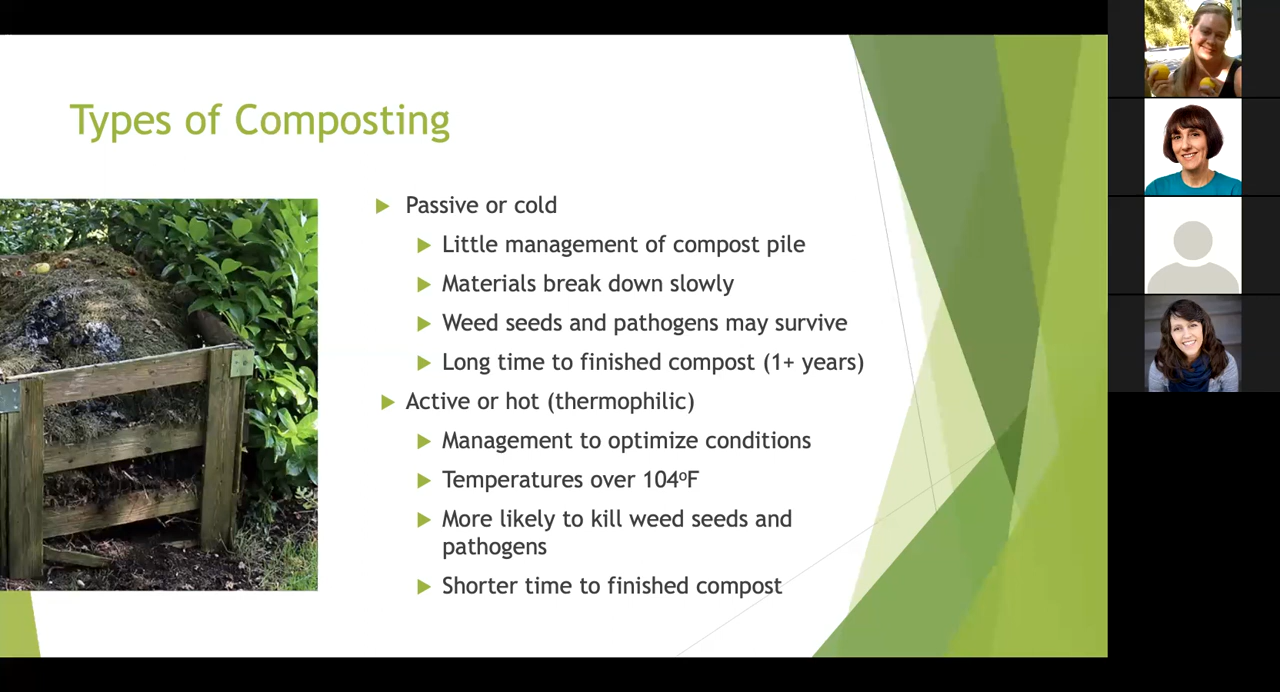 Types of Composting
Passive or cold
Little management of compost pile
Materials break down slowly
Weed seeds and pathogens may survive
Long time to finished compost (1+ years)
Active or hot (thermophilic)
Management to optimize conditions
Temperatures over 104ºF
More likely to kill weed seeds and
pathogens
Shorter time to finished compost